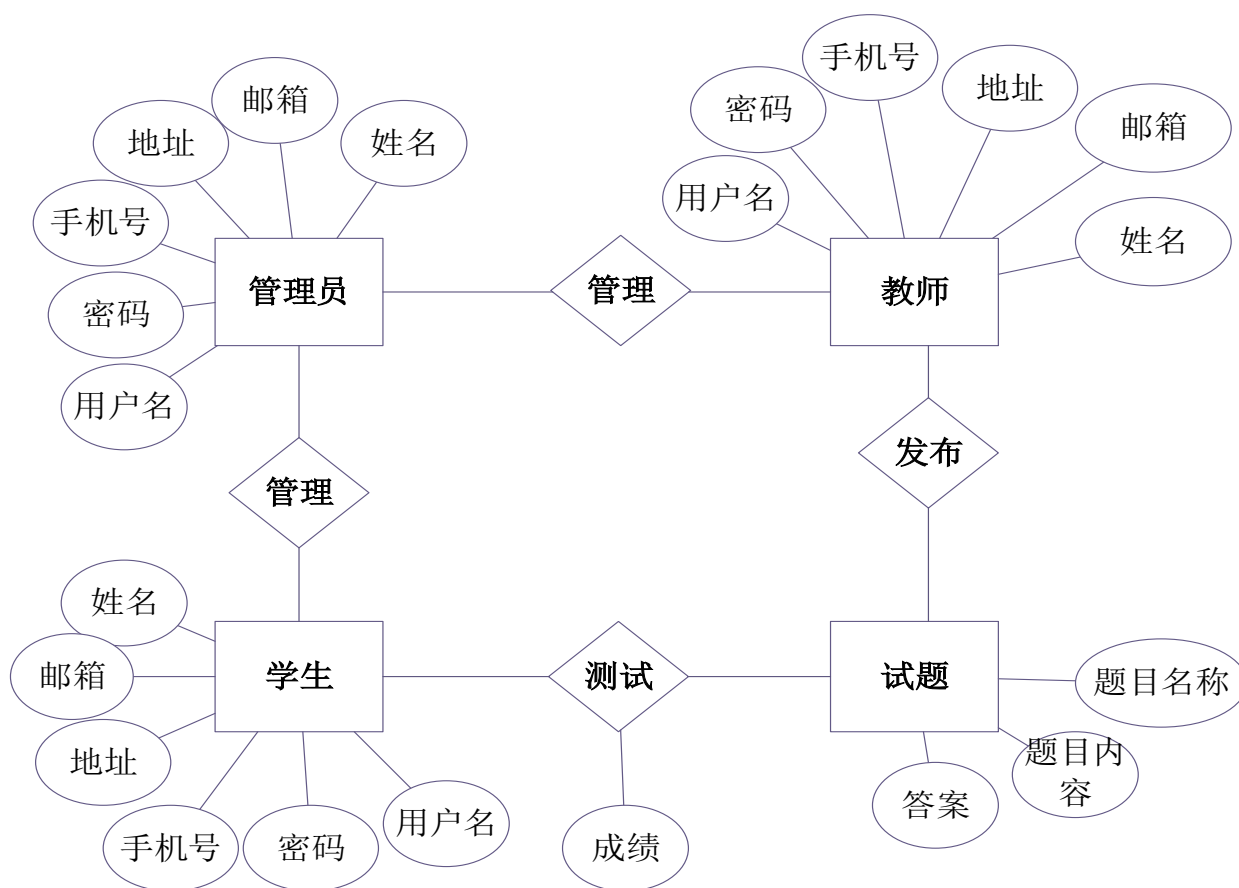 手机号
邮箱
地址
密码
地址
姓名
邮箱
用户名
手机号
姓名
管理员
管理
教师
密码
用户名
发布
管理
姓名
邮箱
学生
测试
试题
题目名称
地址
题目内
容
答案
用户名
手机号
密码
成绩